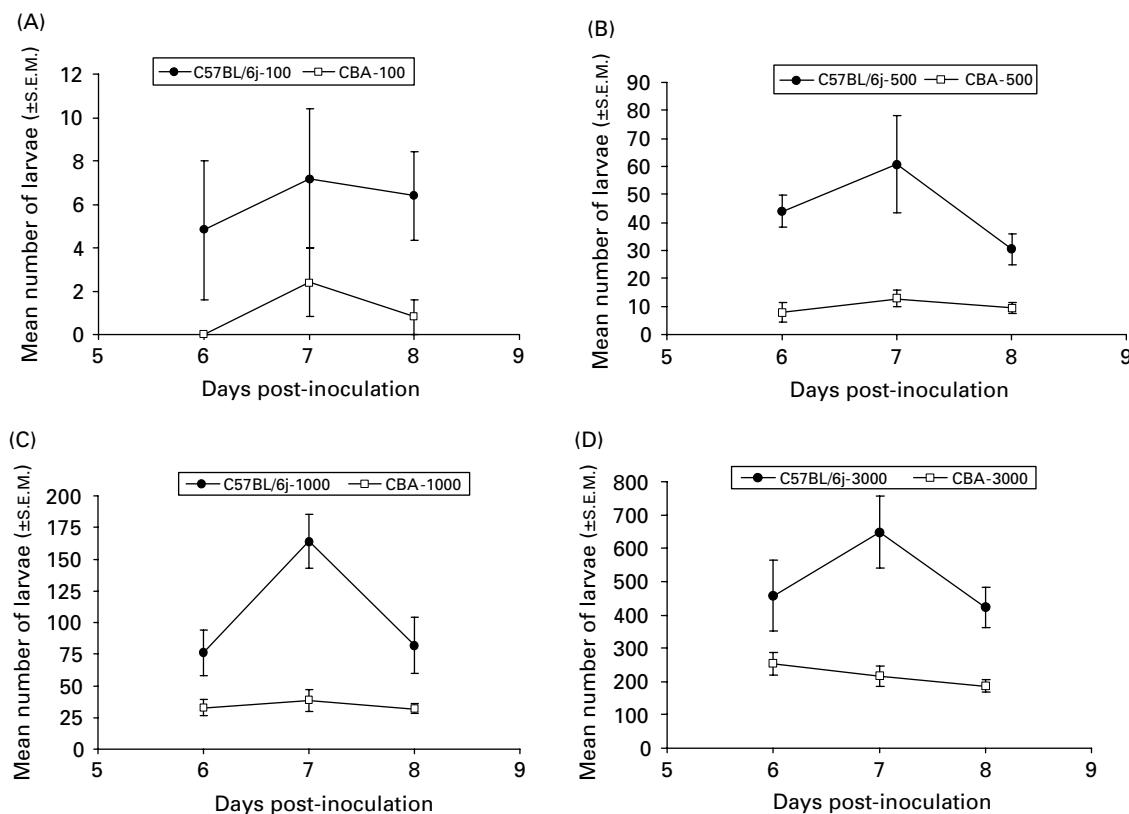 (A)
C57BL/6j-100 CBA-100
Mean number of larvae (±S.E.M.)
12
10
8
6
4
2
0
5 6 7 8 9
Days post-inoculation
(B)
C57BL/6j-500 CBA-500
Mean number of larvae (±S.E.M.)
90
80
70
60
50
40
30
20
10
0
5 6 7 8 9
Days post-inoculation
(C)
C57BL/6j-1000 CBA-1000
Mean number of larvae (±S.E.M.)
200
175
150
125
100
75
50
25
0
5 6 7 8 9
Days post-inoculation
(D)
C57BL/6j-3000 CBA-3000
Mean number of larvae (±S.E.M.)
800
700
600
500
400
300
200
100
0
5 6 7 8 9
Days post-inoculation